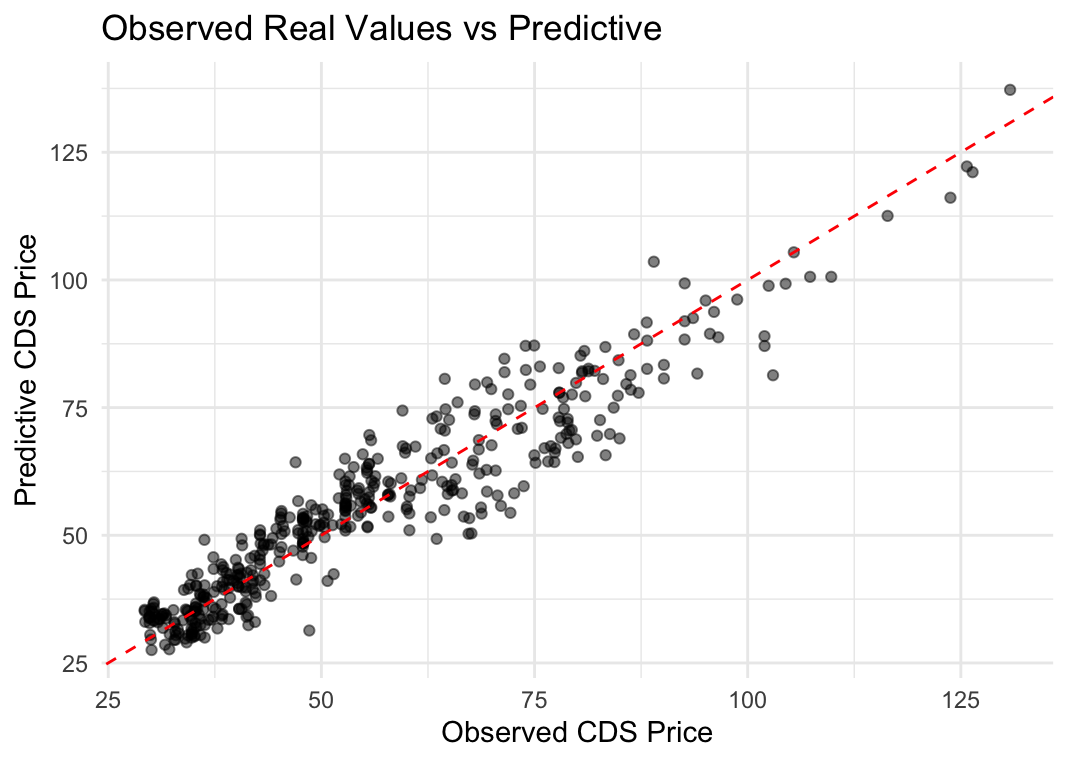 Observed Real Values vs Predictive
125
100
75
50
25
Predictive CDS Price
25 50 75 100 125
Observed CDS Price